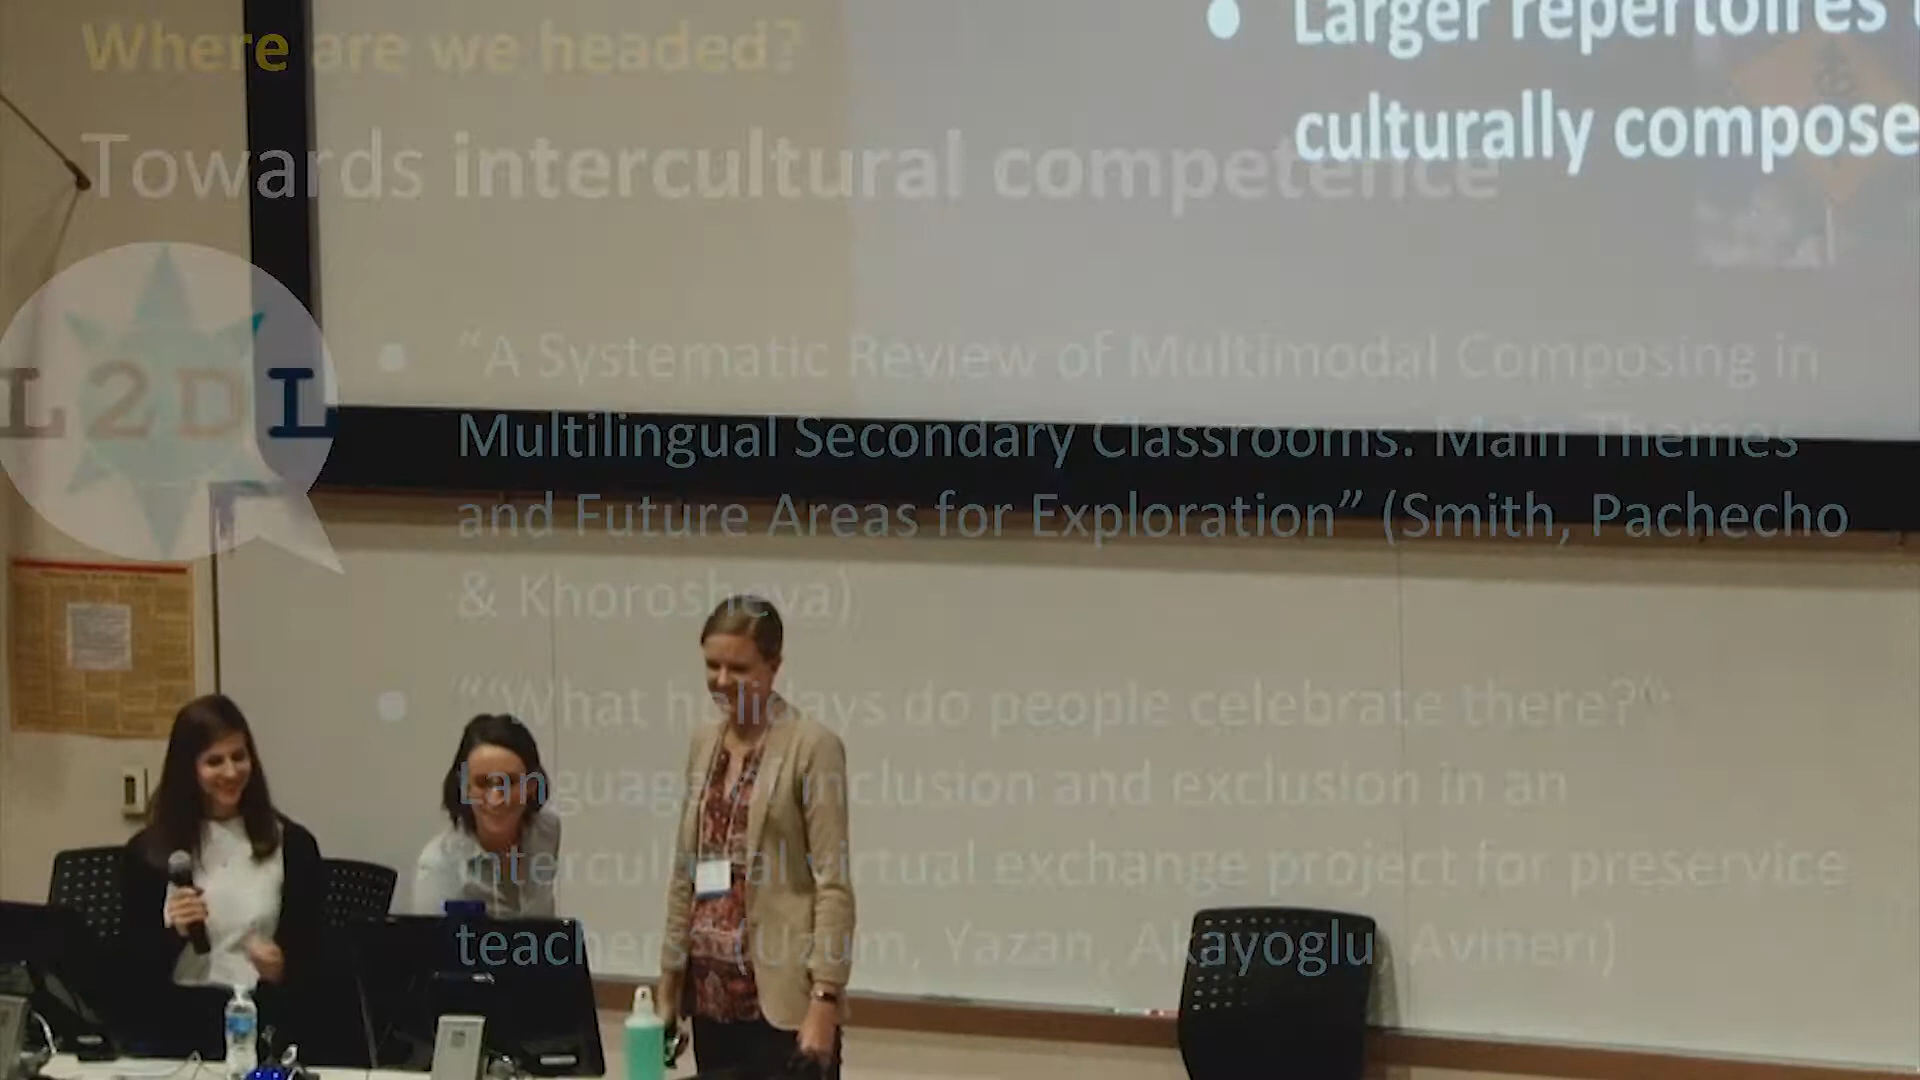 Where are we headed?
Towards intercultural competence
• Larger repertoires
culturally compose
L2DL
• “A Systematic Review of Multimodal Composing in
Multilingual Secondary Classrooms: Main Themes
and Future Areas for Exploration” (Smith, Pachecho
& Khorosheva)
• “‘What holidays do people celebrate there?’:
Language of inclusion and exclusion in an
intercultural virtual exchange project for preservice
teachers” (Uzum, Yazan, Akayoglu, Avineri)